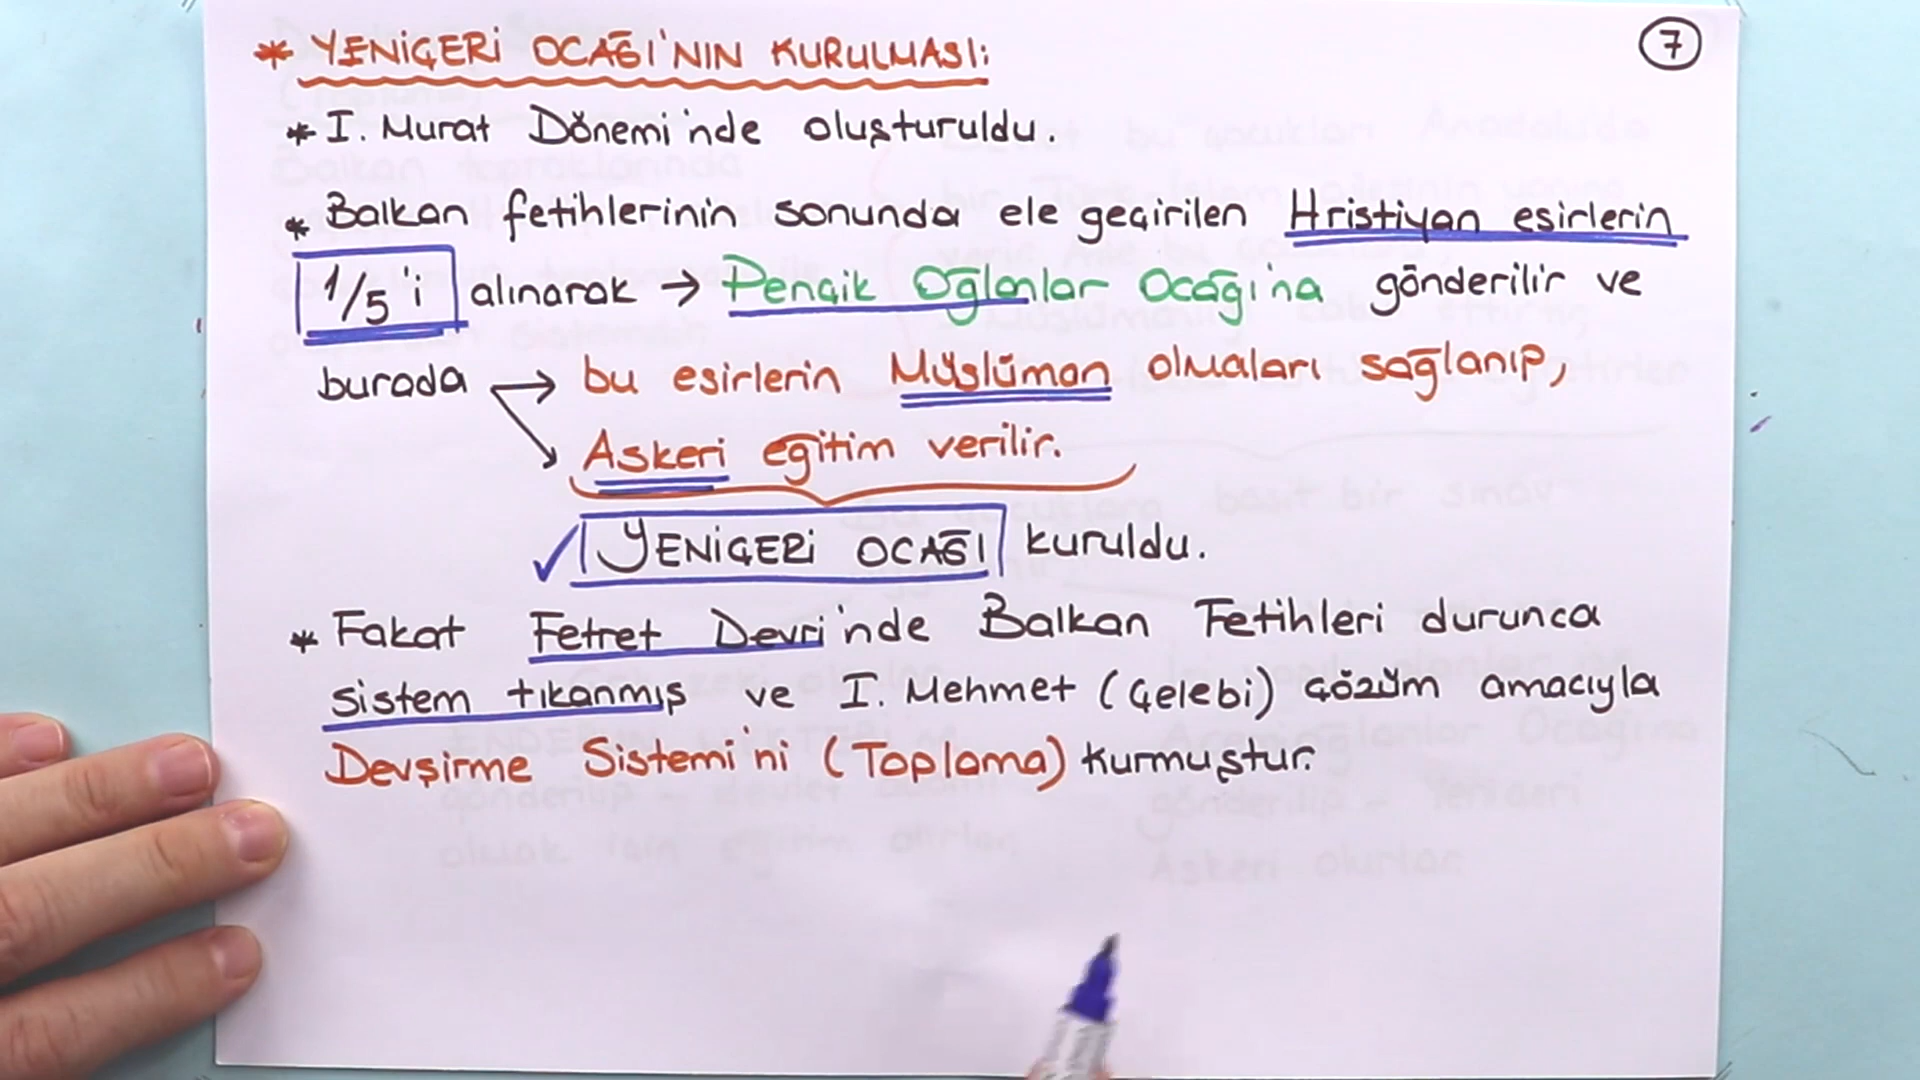 7
* YENİÇERİ OCAĞI'NIN KURULMASI:
* I. Murat Dönemi'nde oluşturuldu.
* Balkan fetihlerinin sonunda ele geçirilen Hristiyan esirlerin
1/5'i alınarak → Pençik Oğlanlar Ocağı'na gönderilir ve
burada → bu esirlerin Müslüman olmaları sağlanıp,
Askeri eğitim verilir.
✓ YENİÇERİ OCAĞI kuruldu.
* Fakat Fetret Devri'nde Balkan Fetihleri durunca
sistem tıkanmış ve I. Mehmet (Çelebi) çözüm amacıyla
Devşirme Sistemi'ni (Toplama) kurmuştur.